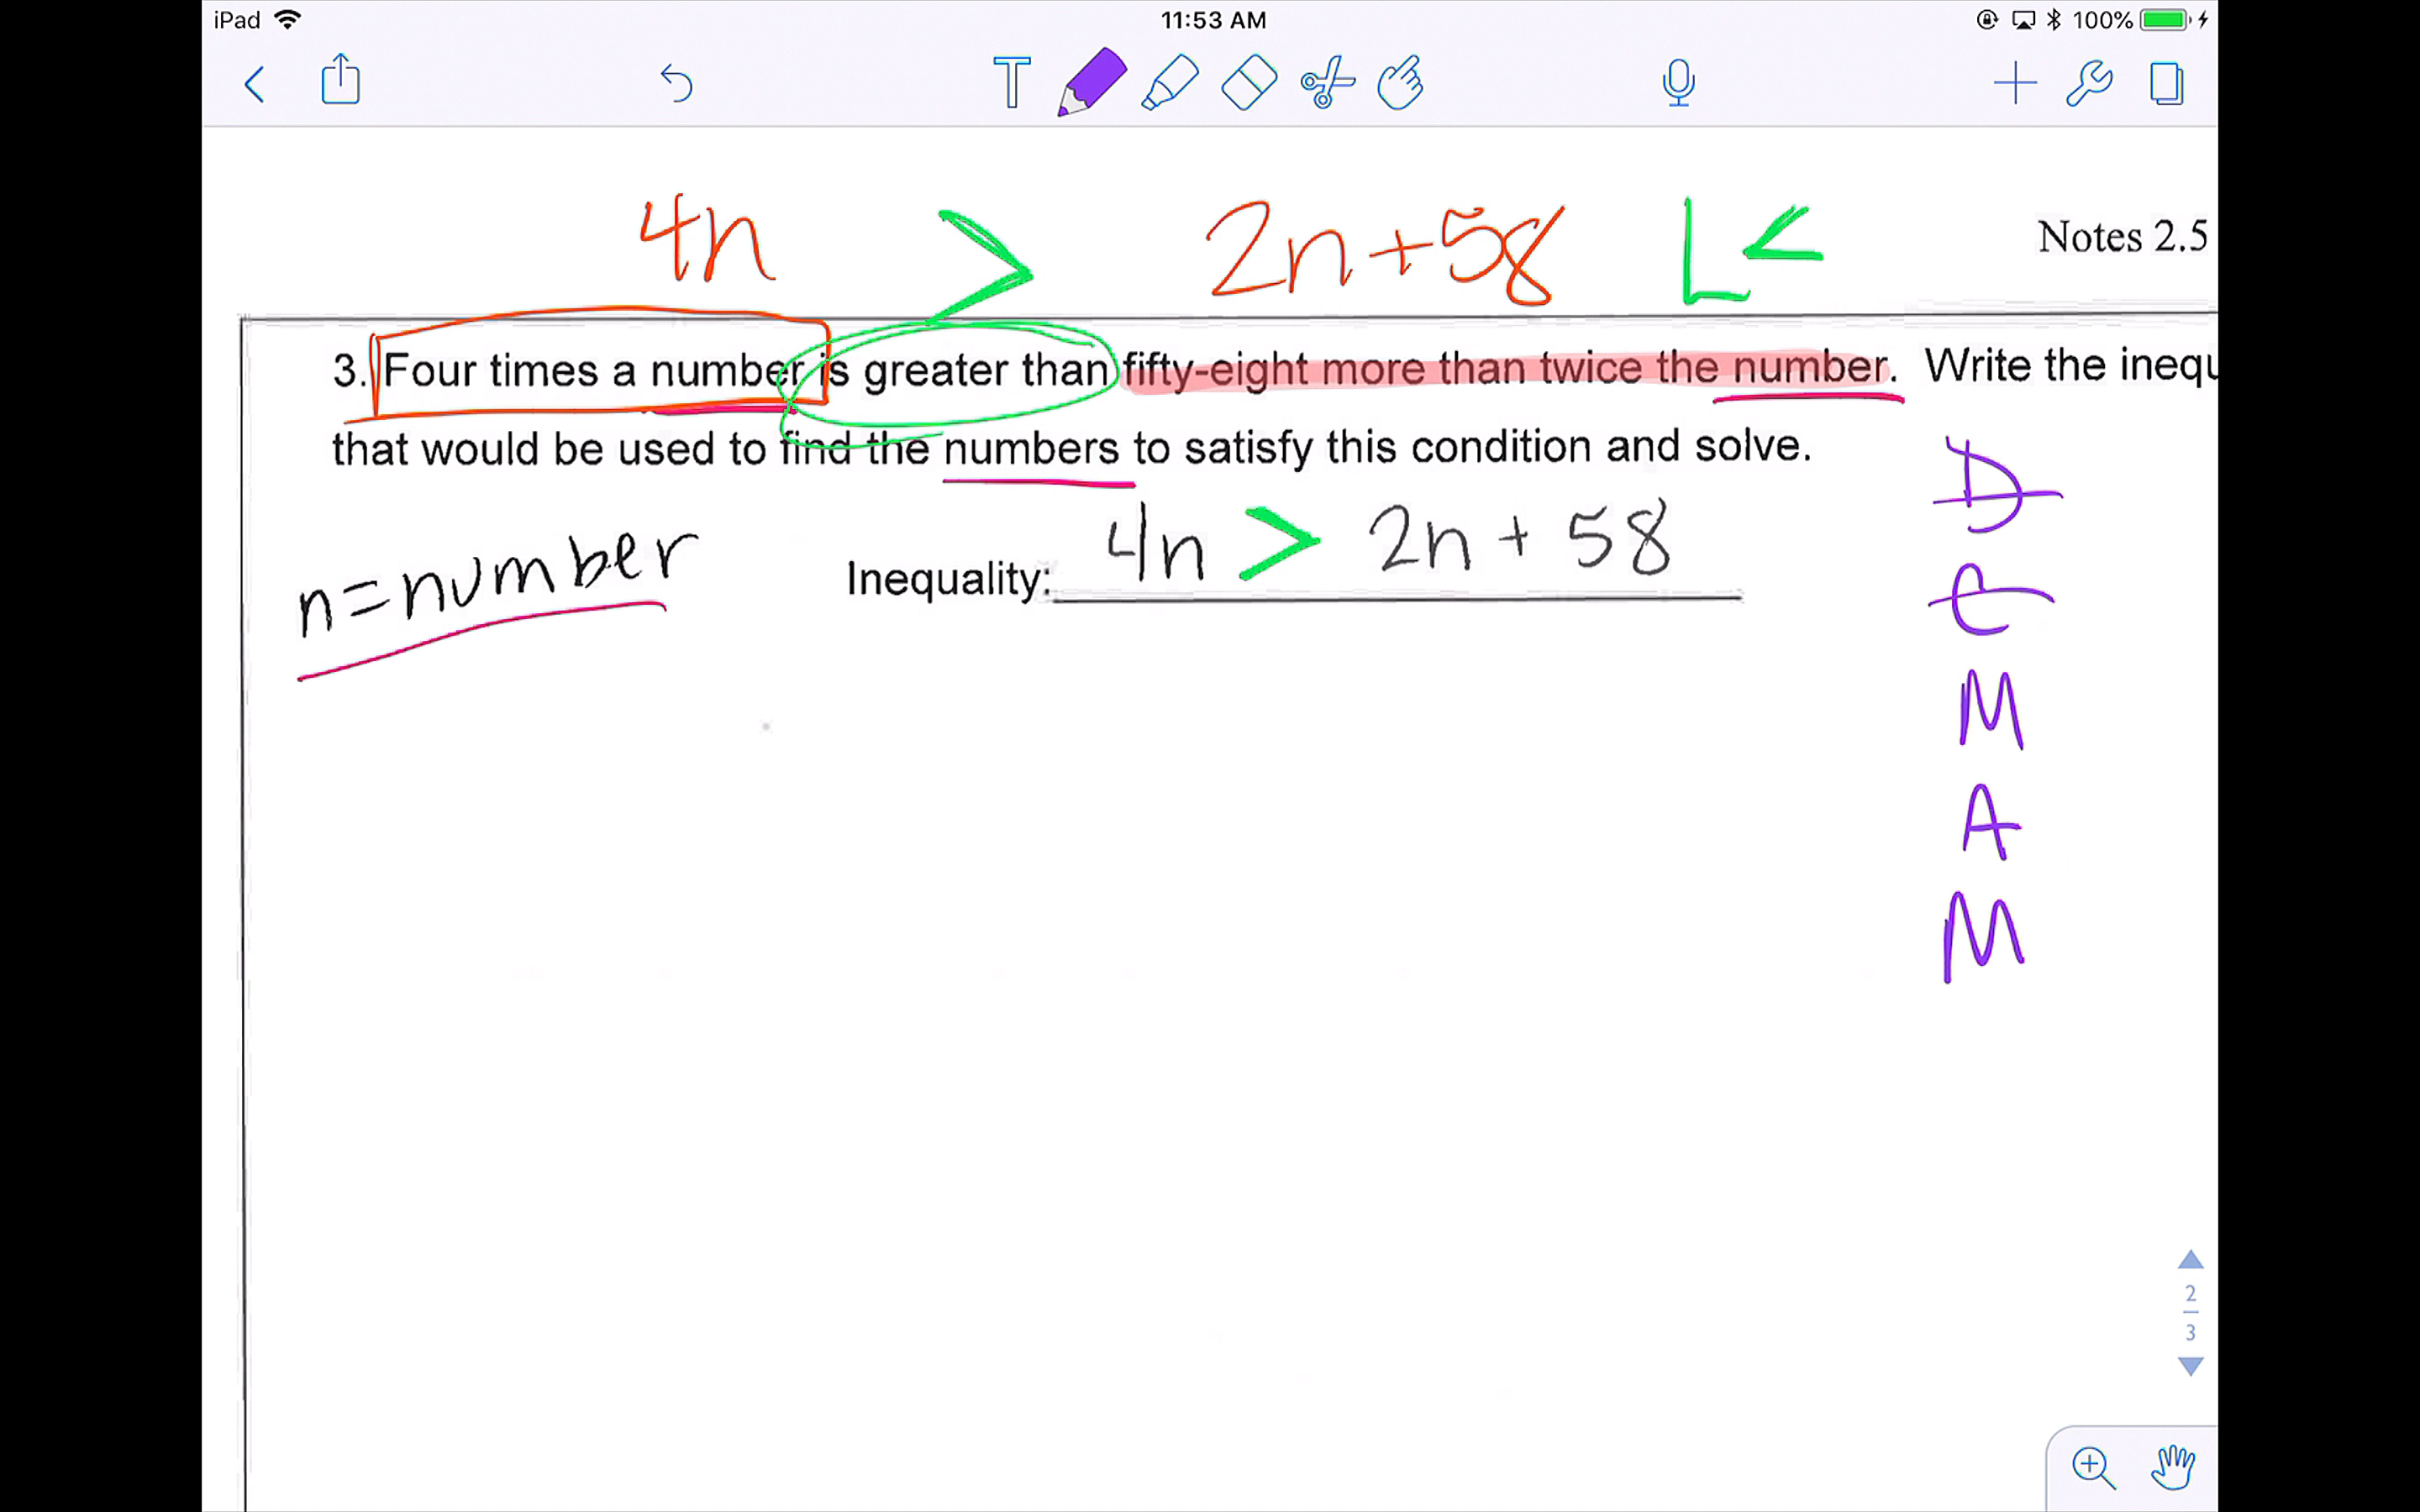 iPad 11:53 AM 100%
T
4n > 2n+58 L<
Notes 2.5
3. Four times a number is greater than fifty-eight more than twice the number. Write the inequ
that would be used to find the numbers to satisfy this condition and solve.
n=number
Inequality: 4n > 2n + 58
D
C
M
A
M
2
3